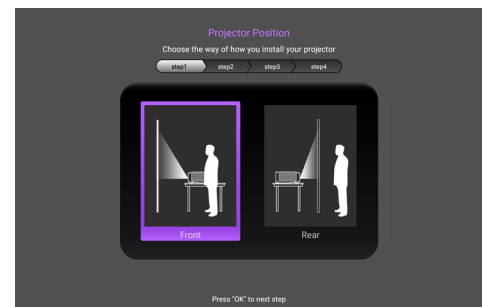 Projector Position
Choose the way of how you install your projector
step1 step2 step3 step4
Front Rear
Press "OK" to next step